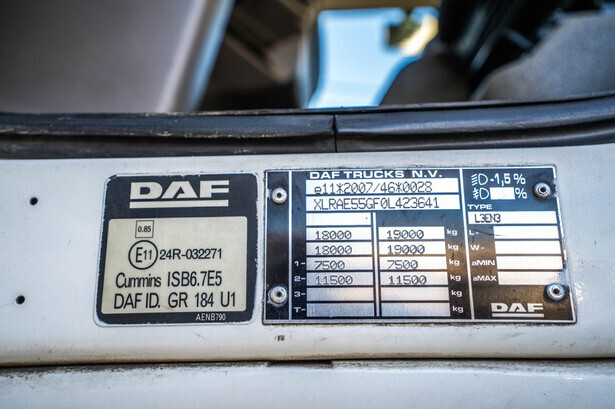 DAF
0.85
E11 24R-032271
Cummins ISB6.7E5
DAF ID. GR 184 U1
AENB790
DAF TRUCKS N.V.
e11*2007/46*0028
XLRAE55GF0L423641
18000 19000 kg
18000 19000 kg
1- 7500 7500 kg
2- 11500 11500 kg
3- kg
T- kg
-1,5 %
%
TYPE
L3EN3
L-
W-
aMIN
aMAX
DAF